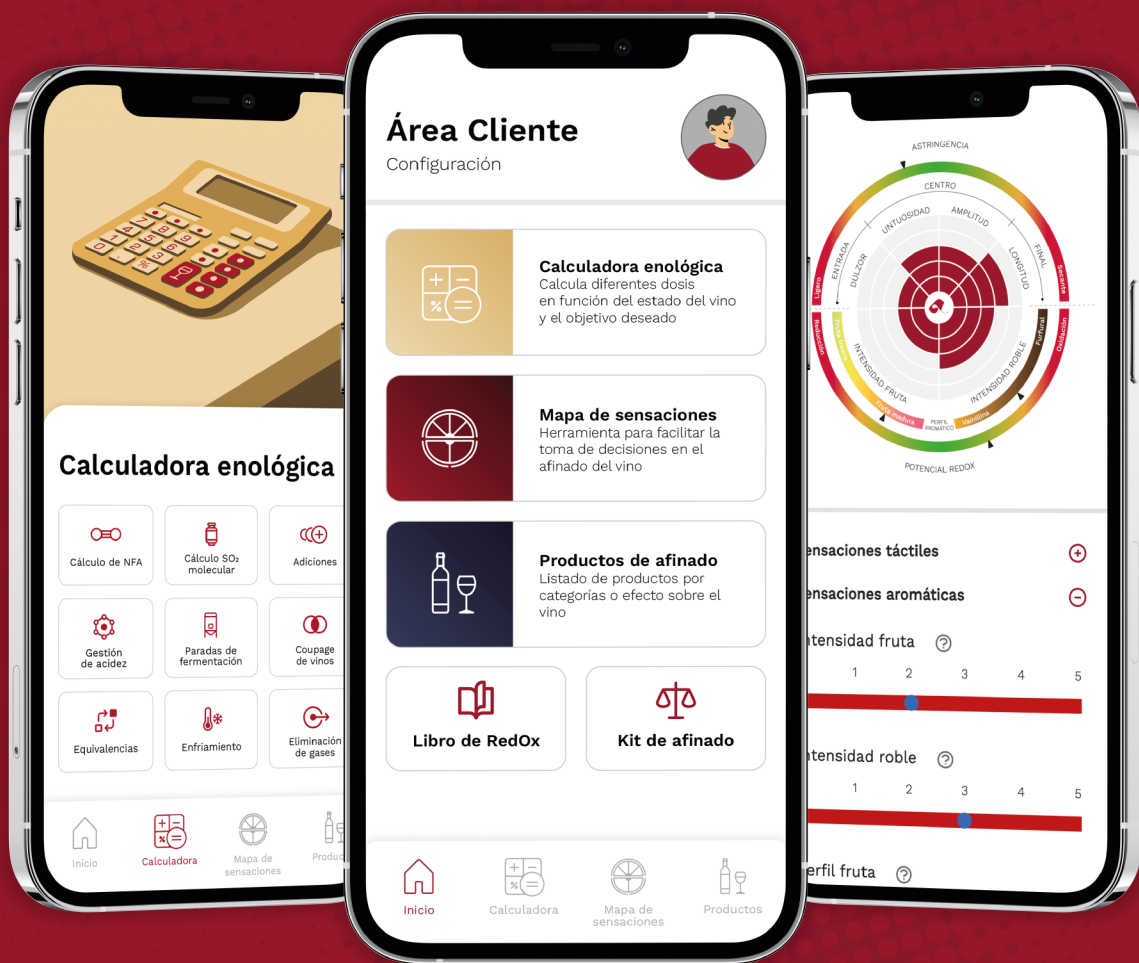 Calculadora enológica
Cálculo de NFA
Cálculo SO₂
molecular
Adiciones
Gestión
de acidez
Paradas de
fermentación
Coupage
de vinos
Equivalencias
Enfriamiento
Eliminación
de gases
Inicio
Calculadora
Mapa de
sensaciones
Produc
Área Cliente
Configuración
Calculadora enológica
Calcula diferentes dosis
en función del estado del vino
y el objetivo deseado
Mapa de sensaciones
Herramienta para facilitar la
toma de decisiones en el
afinado del vino
Productos de afinado
Listado de productos por
categorías o efecto sobre el
vino
Libro de RedOx
Kit de afinado
Inicio
Calculadora
Mapa de
sensaciones
Productos
ASTRINGENCIA
CENTRO
UNTUOSIDAD
AMPLITUD
ENTRADA
DULZOR
LONGITUD
FINAL
Ligero
Secante
Reducción
Fruta fresca
INTENSIDAD FRUTA
INTENSIDAD ROBLE
Furfural
Oxidación
Fruta madura
PERFIL
AROMÁTICO
Vainillina
POTENCIAL REDOX
ensaciones táctiles
ensaciones aromáticas
ntensidad fruta
1 2 3 4 5
ntensidad roble
1 2 3 4 5
erfil fruta